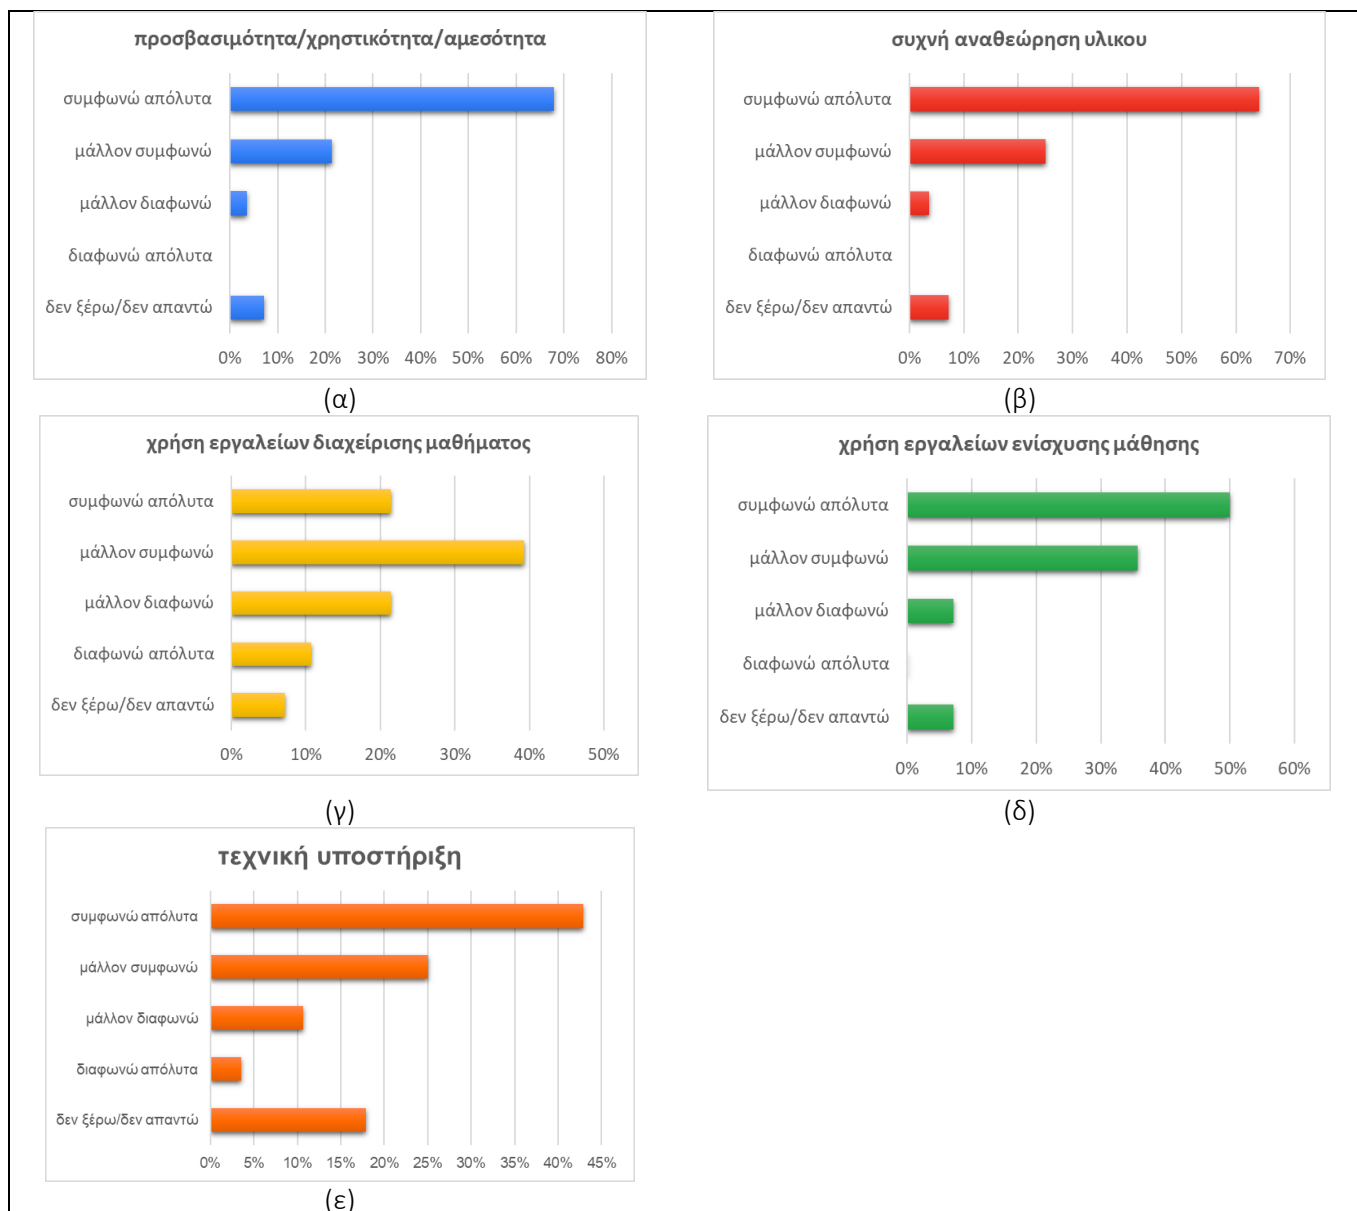 προσβασιμότητα/χρηστικότητα/αμεσότητα
συμφωνώ απόλυτα
μάλλον συμφωνώ
μάλλον διαφωνώ
διαφωνώ απόλυτα
δεν ξέρω/δεν απαντώ
0% 10% 20% 30% 40% 50% 60% 70% 80%
(α)
συχνή αναθεώρηση υλικου
συμφωνώ απόλυτα
μάλλον συμφωνώ
μάλλον διαφωνώ
διαφωνώ απόλυτα
δεν ξέρω/δεν απαντώ
0% 10% 20% 30% 40% 50% 60% 70%
(β)
χρήση εργαλείων διαχείρισης μαθήματος
συμφωνώ απόλυτα
μάλλον συμφωνώ
μάλλον διαφωνώ
διαφωνώ απόλυτα
δεν ξέρω/δεν απαντώ
0% 10% 20% 30% 40% 50%
(γ)
χρήση εργαλείων ενίσχυσης μάθησης
συμφωνώ απόλυτα
μάλλον συμφωνώ
μάλλον διαφωνώ
διαφωνώ απόλυτα
δεν ξέρω/δεν απαντώ
0% 10% 20% 30% 40% 50% 60%
(δ)
τεχνική υποστήριξη
συμφωνώ απόλυτα
μάλλον συμφωνώ
μάλλον διαφωνώ
διαφωνώ απόλυτα
δεν ξέρω/δεν απαντώ
0% 5% 10% 15% 20% 25% 30% 35% 40% 45%
(ε)